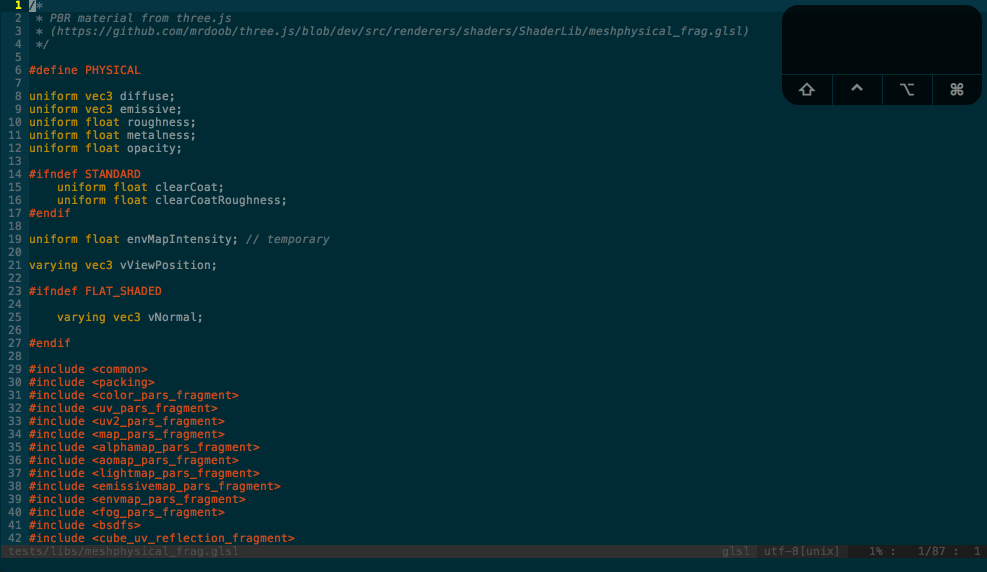 1 /*
2  * PBR material from three.js
3  * (https://github.com/mrdoob/three.js/blob/dev/src/renderers/shaders/ShaderLib/meshphysical_frag.glsl)
4  */
5
6 #define PHYSICAL
7
8 uniform vec3 diffuse;
9 uniform vec3 emissive;
10 uniform float roughness;
11 uniform float metalness;
12 uniform float opacity;
13
14 #ifndef STANDARD
15     uniform float clearCoat;
16     uniform float clearCoatRoughness;
17 #endif
18
19 uniform float envMapIntensity; // temporary
20
21 varying vec3 vViewPosition;
22
23 #ifndef FLAT_SHADED
24
25     varying vec3 vNormal;
26
27 #endif
28
29 #include <common>
30 #include <packing>
31 #include <color_pars_fragment>
32 #include <uv_pars_fragment>
33 #include <uv2_pars_fragment>
34 #include <map_pars_fragment>
35 #include <alphamap_pars_fragment>
36 #include <aomap_pars_fragment>
37 #include <lightmap_pars_fragment>
38 #include <emissivemap_pars_fragment>
39 #include <envmap_pars_fragment>
40 #include <fog_pars_fragment>
41 #include <bsdfs>
42 #include <cube_uv_reflection_fragment>
tests/libs/meshphysical_frag.glsl glsl utf-8[unix] 1% : 1/87 : 1
⇧ ⌃ ⌥ ⌘